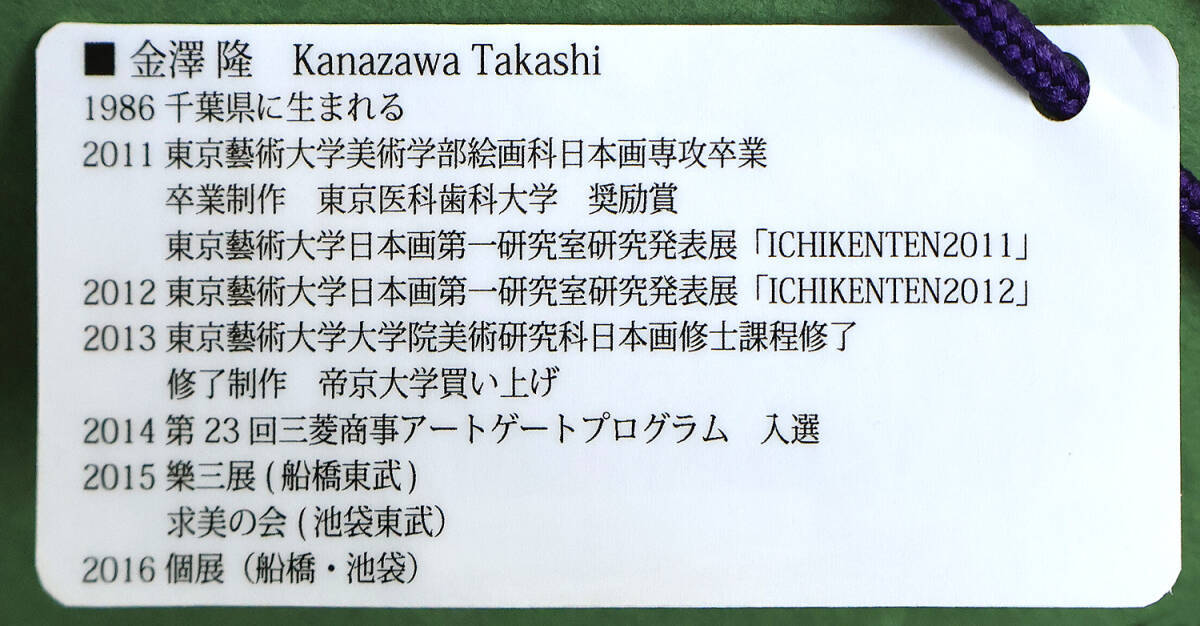 ■ 金澤 隆　Kanazawa Takashi
1986 千葉県に生まれる
2011 東京藝術大学美術学部絵画科日本画専攻卒業
卒業制作　東京医科歯科大学　奨励賞
東京藝術大学日本画第一研究室研究発表展「ICHIKENTEN2011」
2012 東京藝術大学日本画第一研究室研究発表展「ICHIKENTEN2012」
2013 東京藝術大学大学院美術研究科日本画修士課程修了
修了制作　帝京大学買い上げ
2014 第 23 回三菱商事アートゲートプログラム　入選
2015 樂三展 ( 船橋東武 )
求美の会 ( 池袋東武）
2016 個展（船橋・池袋）